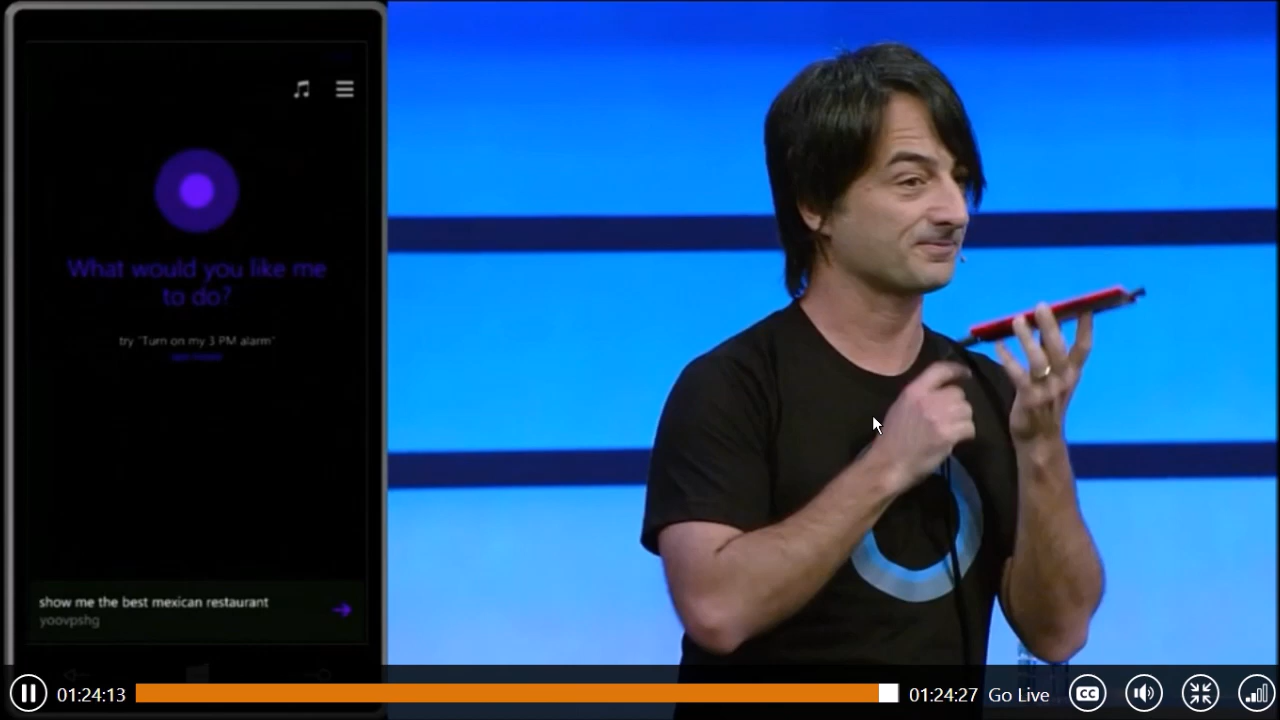 What would you like me
to do?
try "Turn on my 3 PM alarm"
show me the best mexican restaurant
yoovpshg
01:24:13
01:24:27
Go Live
CC